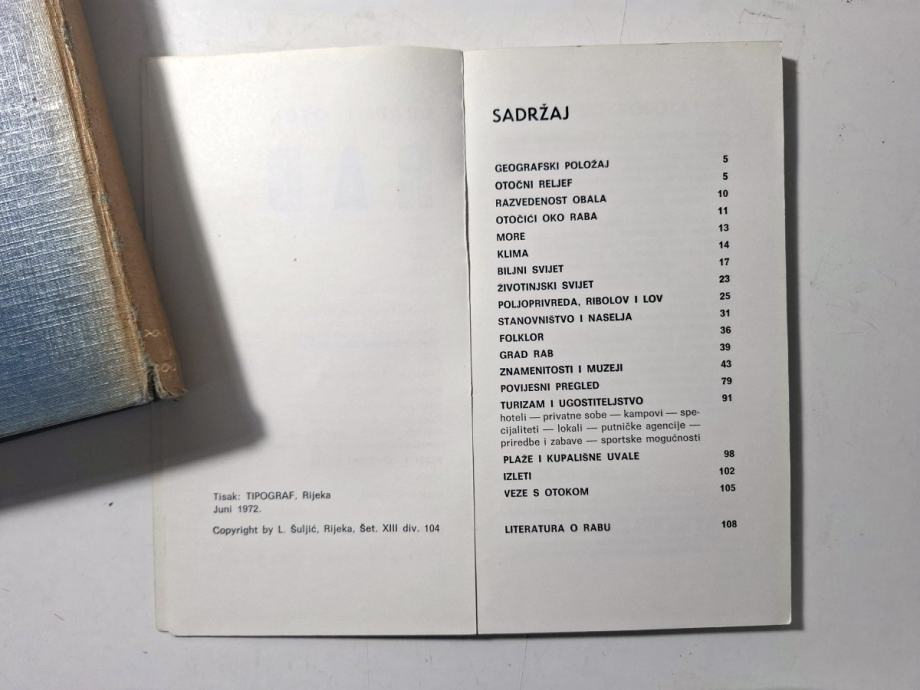 Tisak: TIPOGRAF, Rijeka
Juni 1972.
Copyright by L. Šuljić, Rijeka, Šet. XIII div. 104
SADRŽAJ
GEOGRAFSKI POLOŽAJ 5
OTOČNI RELJEF 5
RAZVEDENOST OBALA 10
OTOČIĆI OKO RABA 11
MORE 13
KLIMA 14
BILJNI SVIJET 17
ŽIVOTINJSKI SVIJET 23
POLJOPRIVREDA, RIBOLOV I LOV 25
STANOVNIŠTVO I NASELJA 31
FOLKLOR 36
GRAD RAB 39
ZNAMENITOSTI I MUZEJI 43
POVIJESNI PREGLED 79
TURIZAM I UGOSTITELJSTVO 91
hoteli — privatne sobe — kampovi — spe-
cijaliteti — lokali — putničke agencije —
priredbe i zabave — sportske mogućnosti
PLAŽE I KUPALIŠNE UVALE 98
IZLETI 102
VEZE S OTOKOM 105
LITERATURA O RABU 108